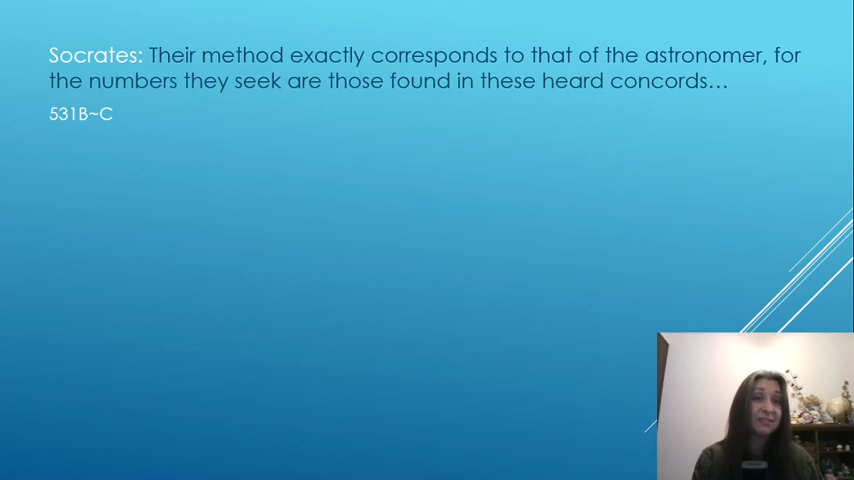 Socrates: Their method exactly corresponds to that of the astronomer, for
the numbers they seek are those found in these heard concords…
531B~C